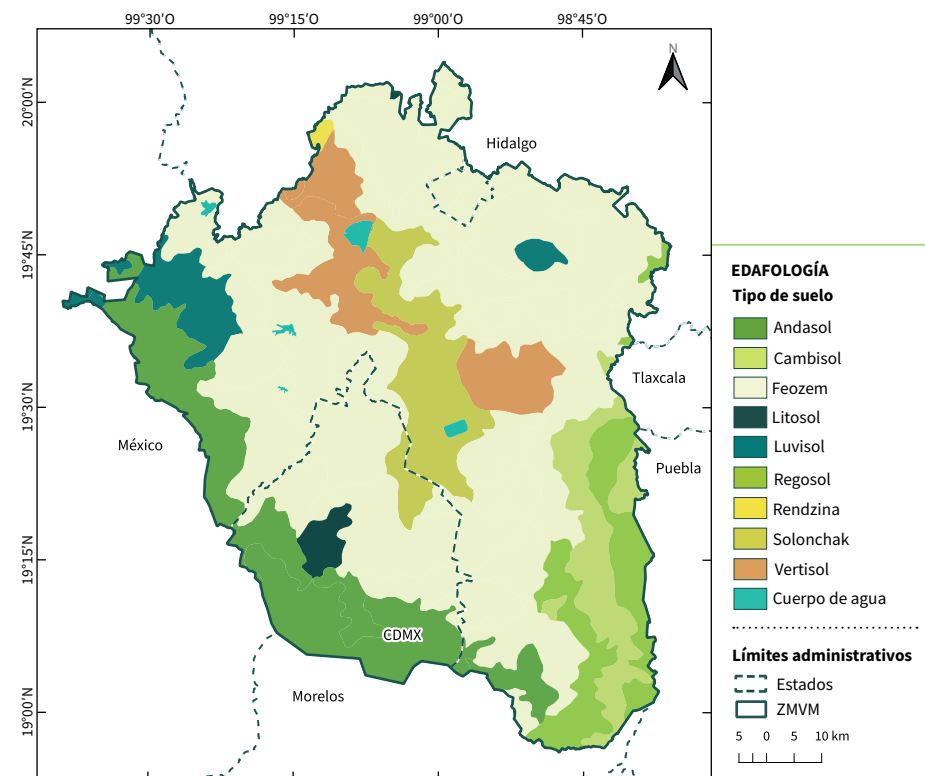 99°30'O 99°15'O 99°00'O 98°45'O
N
20°00'N
19°45'N
19°30'N
19°15'N
19°00'N
Hidalgo
Tlaxcala
México
Puebla
CDMX
Morelos
EDAFOLOGÍA
Tipo de suelo
Andasol
Cambisol
Feozem
Litosol
Luvisol
Regosol
Rendzina
Solonchak
Vertisol
Cuerpo de agua
Límites administrativos
Estados
ZMVM
5 0 5 10 km